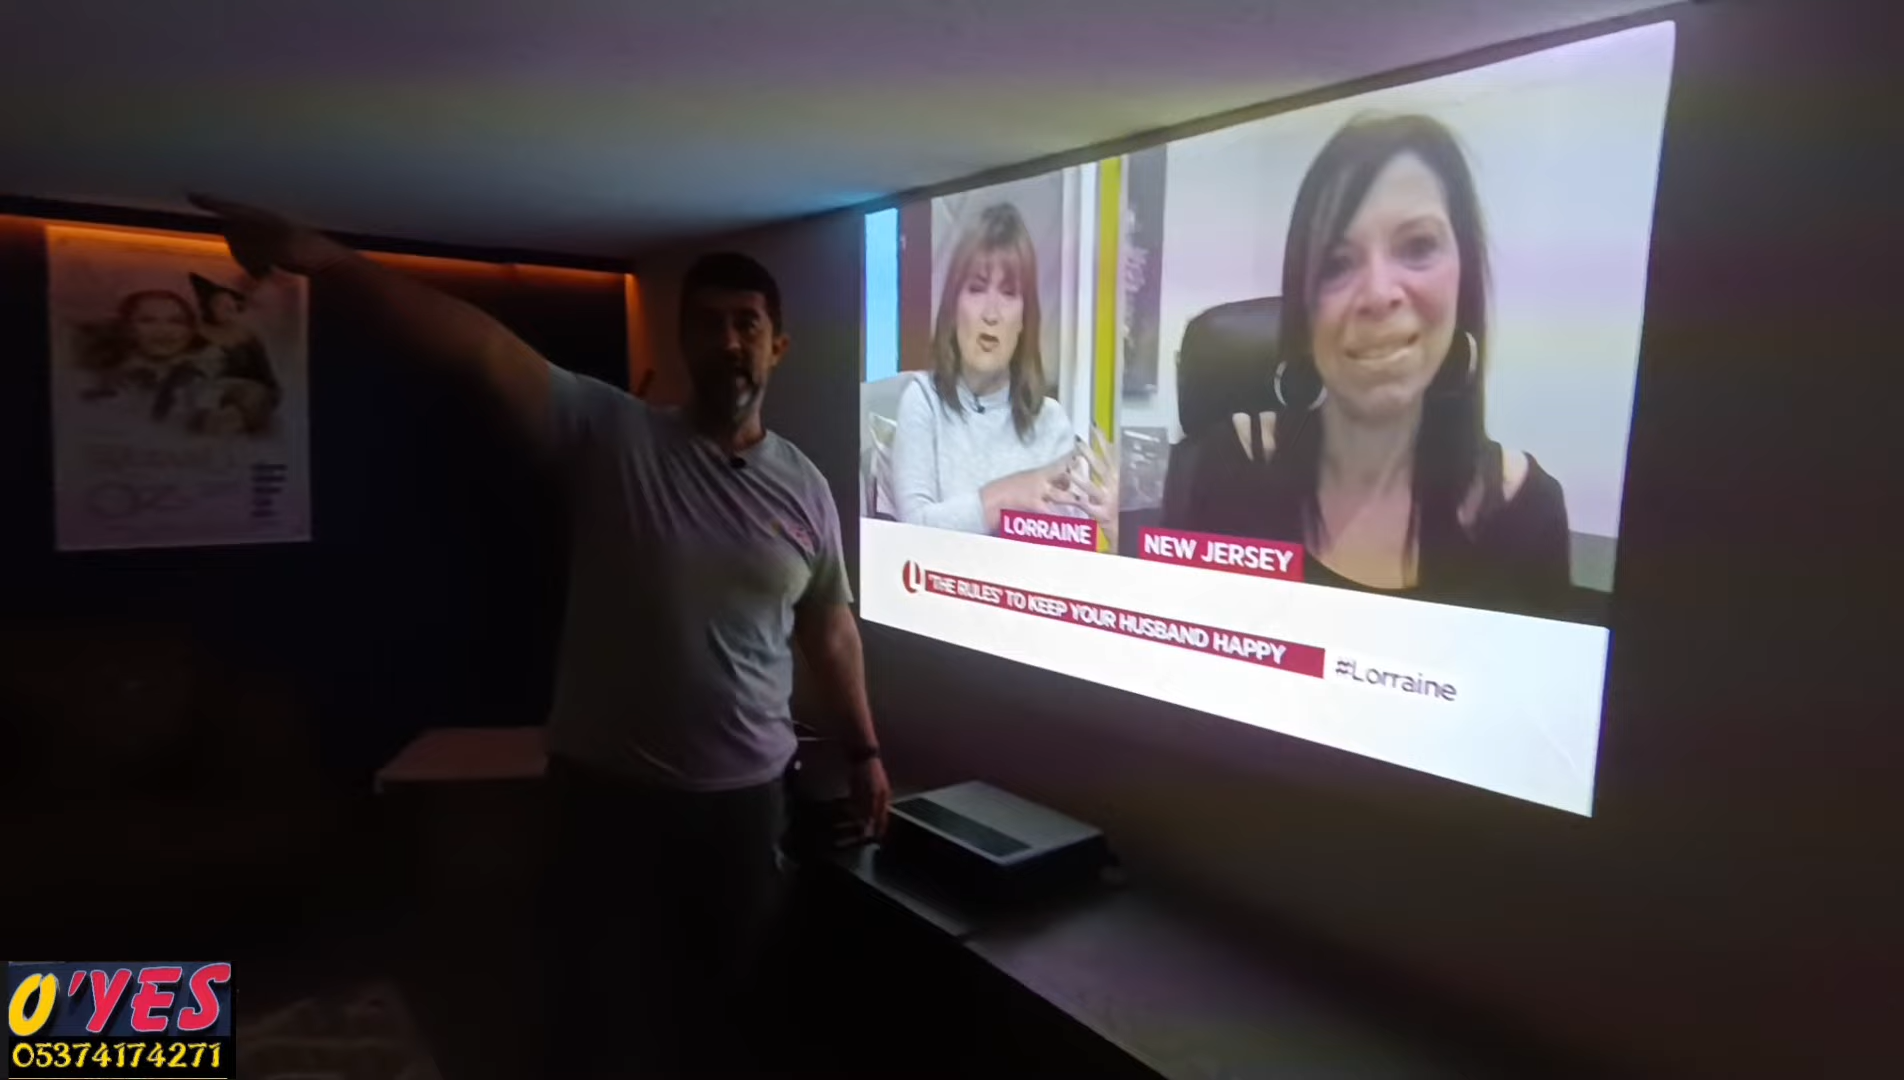 LORRAINE
NEW JERSEY
'THE RULES' TO KEEP YOUR HUSBAND HAPPY
#Lorraine
O'YES
05374174271